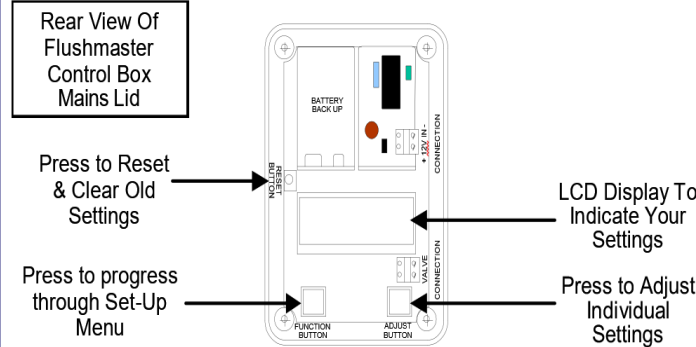 Rear View Of
Flushmaster
Control Box
Mains Lid
BATTERY
BACK UP
+ 12V IN -
CONNECTION
Press to Reset
& Clear Old
Settings
RESET
BUTTON
LCD Display To
Indicate Your
Settings
VALVE
CONNECTION
Press to progress
through Set-Up
Menu
FUNCTION
BUTTON
ADJUST
BUTTON
Press to Adjust
Individual
Settings